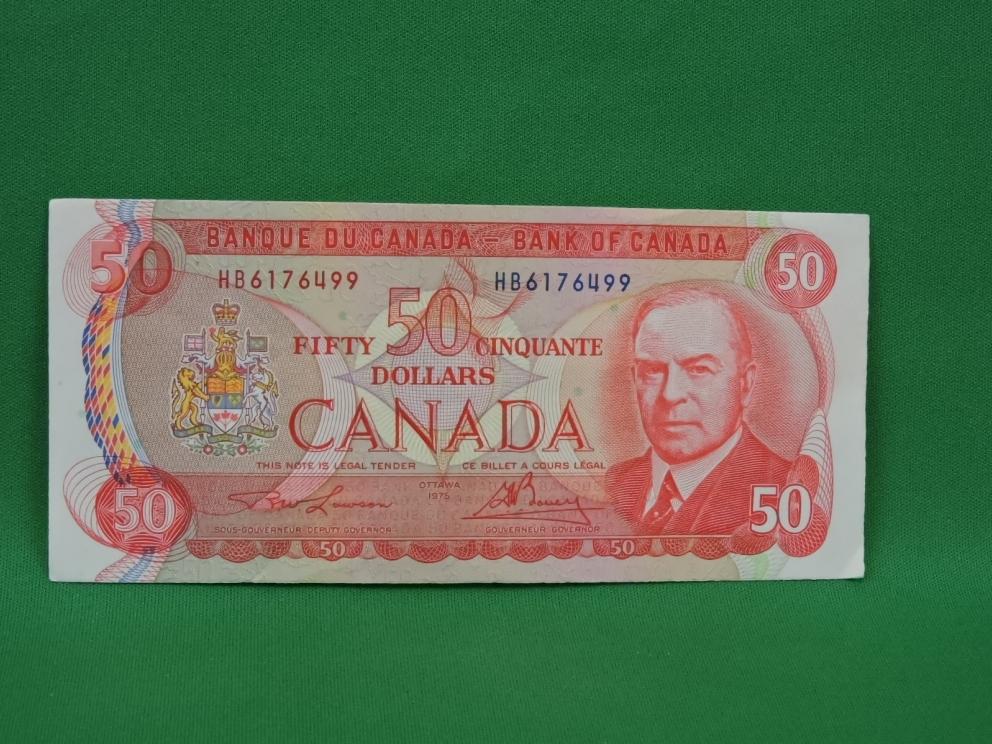 BANQUE DU CANADA – BANK OF CANADA
50 50
HB6176499 HB6176499
50
FIFTY CINQUANTE
DOLLARS
CANADA
THIS NOTE IS LEGAL TENDER CE BILLET A COURS LÉGAL
OTTAWA
1975
50 50
SOUS-GOUVERNEUR DEPUTY GOVERNOR GOUVERNEUR GOVERNOR
50 50